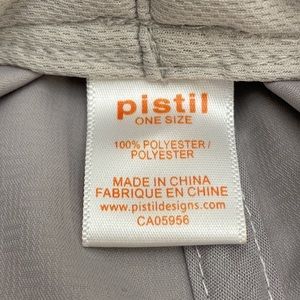 pistil
ONE SIZE
100% POLYESTER /
POLYESTER
MADE IN CHINA
FABRIQUE EN CHINE
www.pistildesigns.com
CA05956